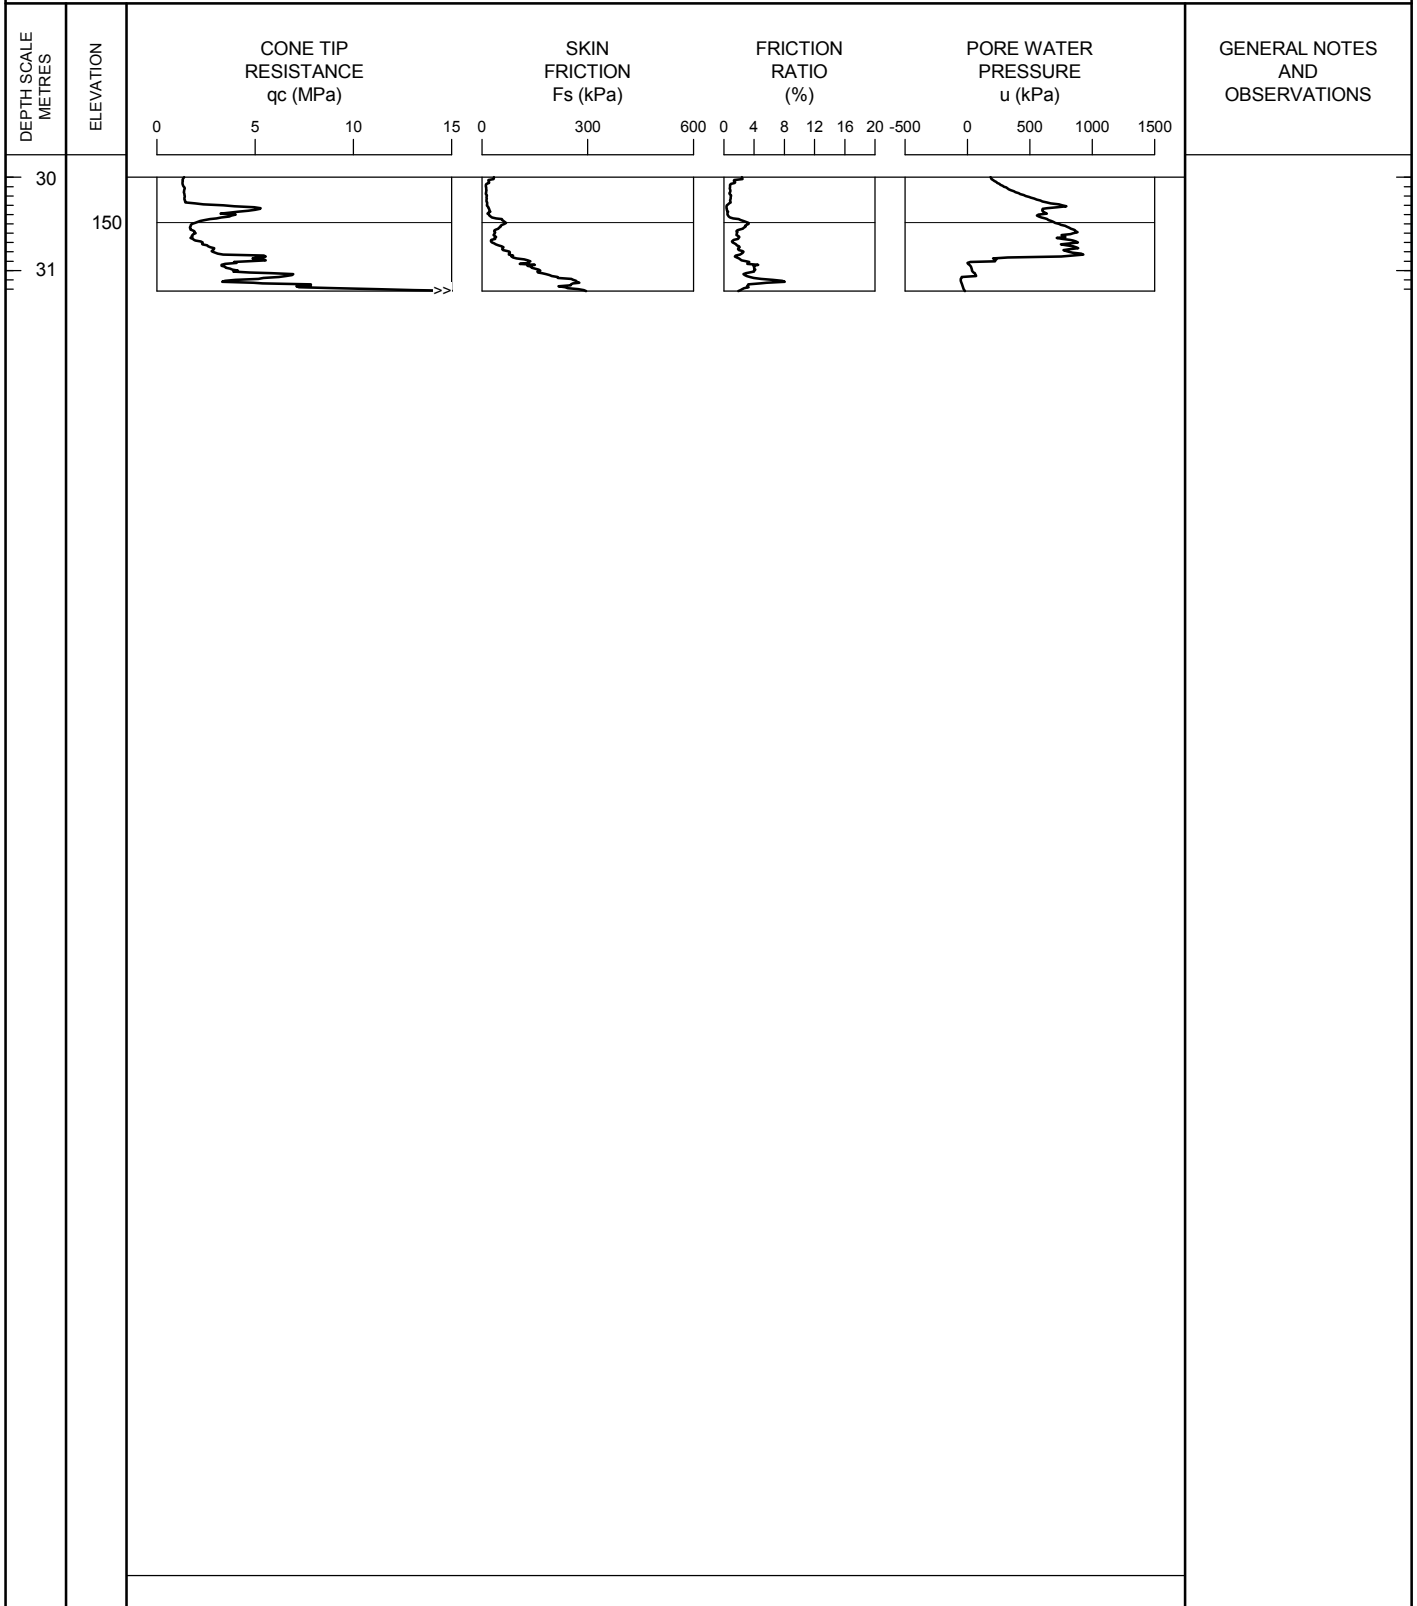 DEPTH SCALE
METRES
ELEVATION
CONE TIP
RESISTANCE
qc (MPa)
SKIN
FRICTION
Fs (kPa)
FRICTION
RATIO
(%)
PORE WATER
PRESSURE
u (kPa)
GENERAL NOTES
AND
OBSERVATIONS
0 5 10 15
0 300 600
0 4 8 12 16 20
-500 0 500 1000 1500
30
150
31
>>